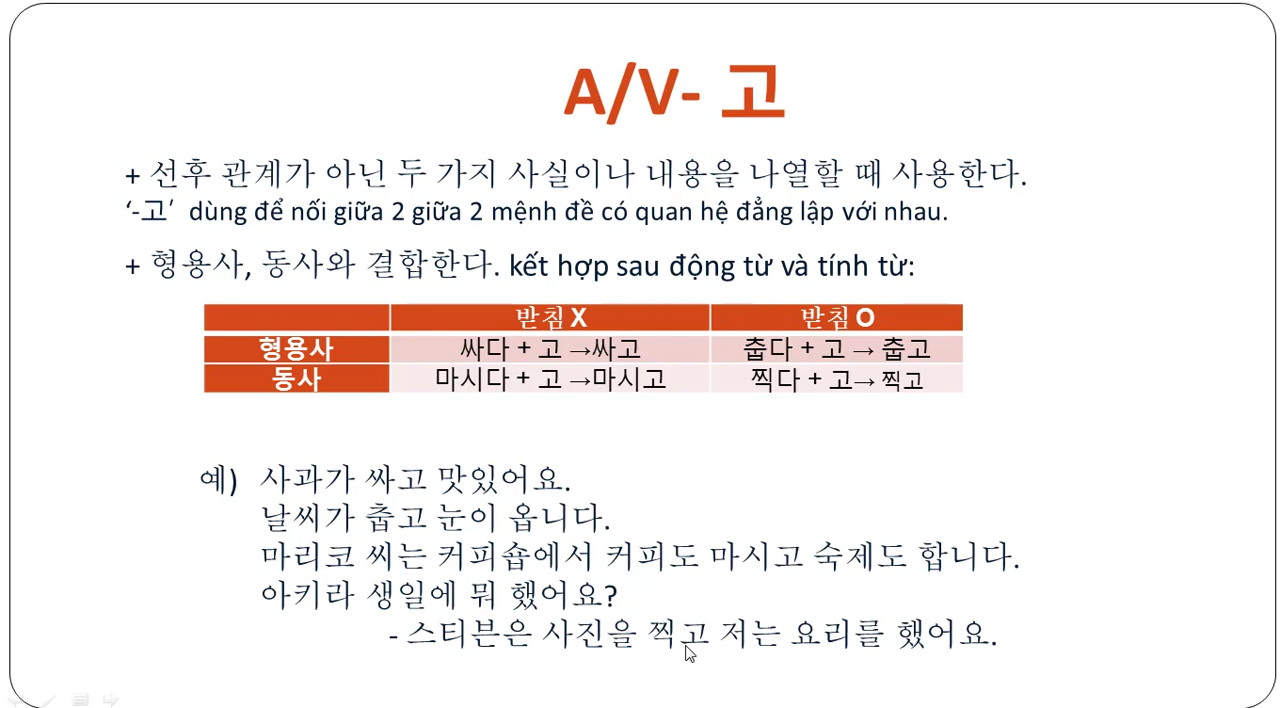 A/V- 고
+ 선후 관계가 아닌 두 가지 사실이나 내용을 나열할 때 사용한다.
‘-고’ dùng để nối giữa 2 giữa 2 mệnh đề có quan hệ đẳng lập với nhau.
+ 형용사, 동사와 결합한다. kết hợp sau động từ và tính từ:
받침 X 받침 O
형용사 싸다 + 고 →싸고 춥다 + 고 → 춥고
동사 마시다 + 고 →마시고 찍다 + 고→ 찍고
예) 사과가 싸고 맛있어요.
날씨가 춥고 눈이 옵니다.
마리코 씨는 커피숍에서 커피도 마시고 숙제도 합니다.
아키라 생일에 뭐 했어요?
- 스티븐은 사진을 찍고 저는 요리를 했어요.